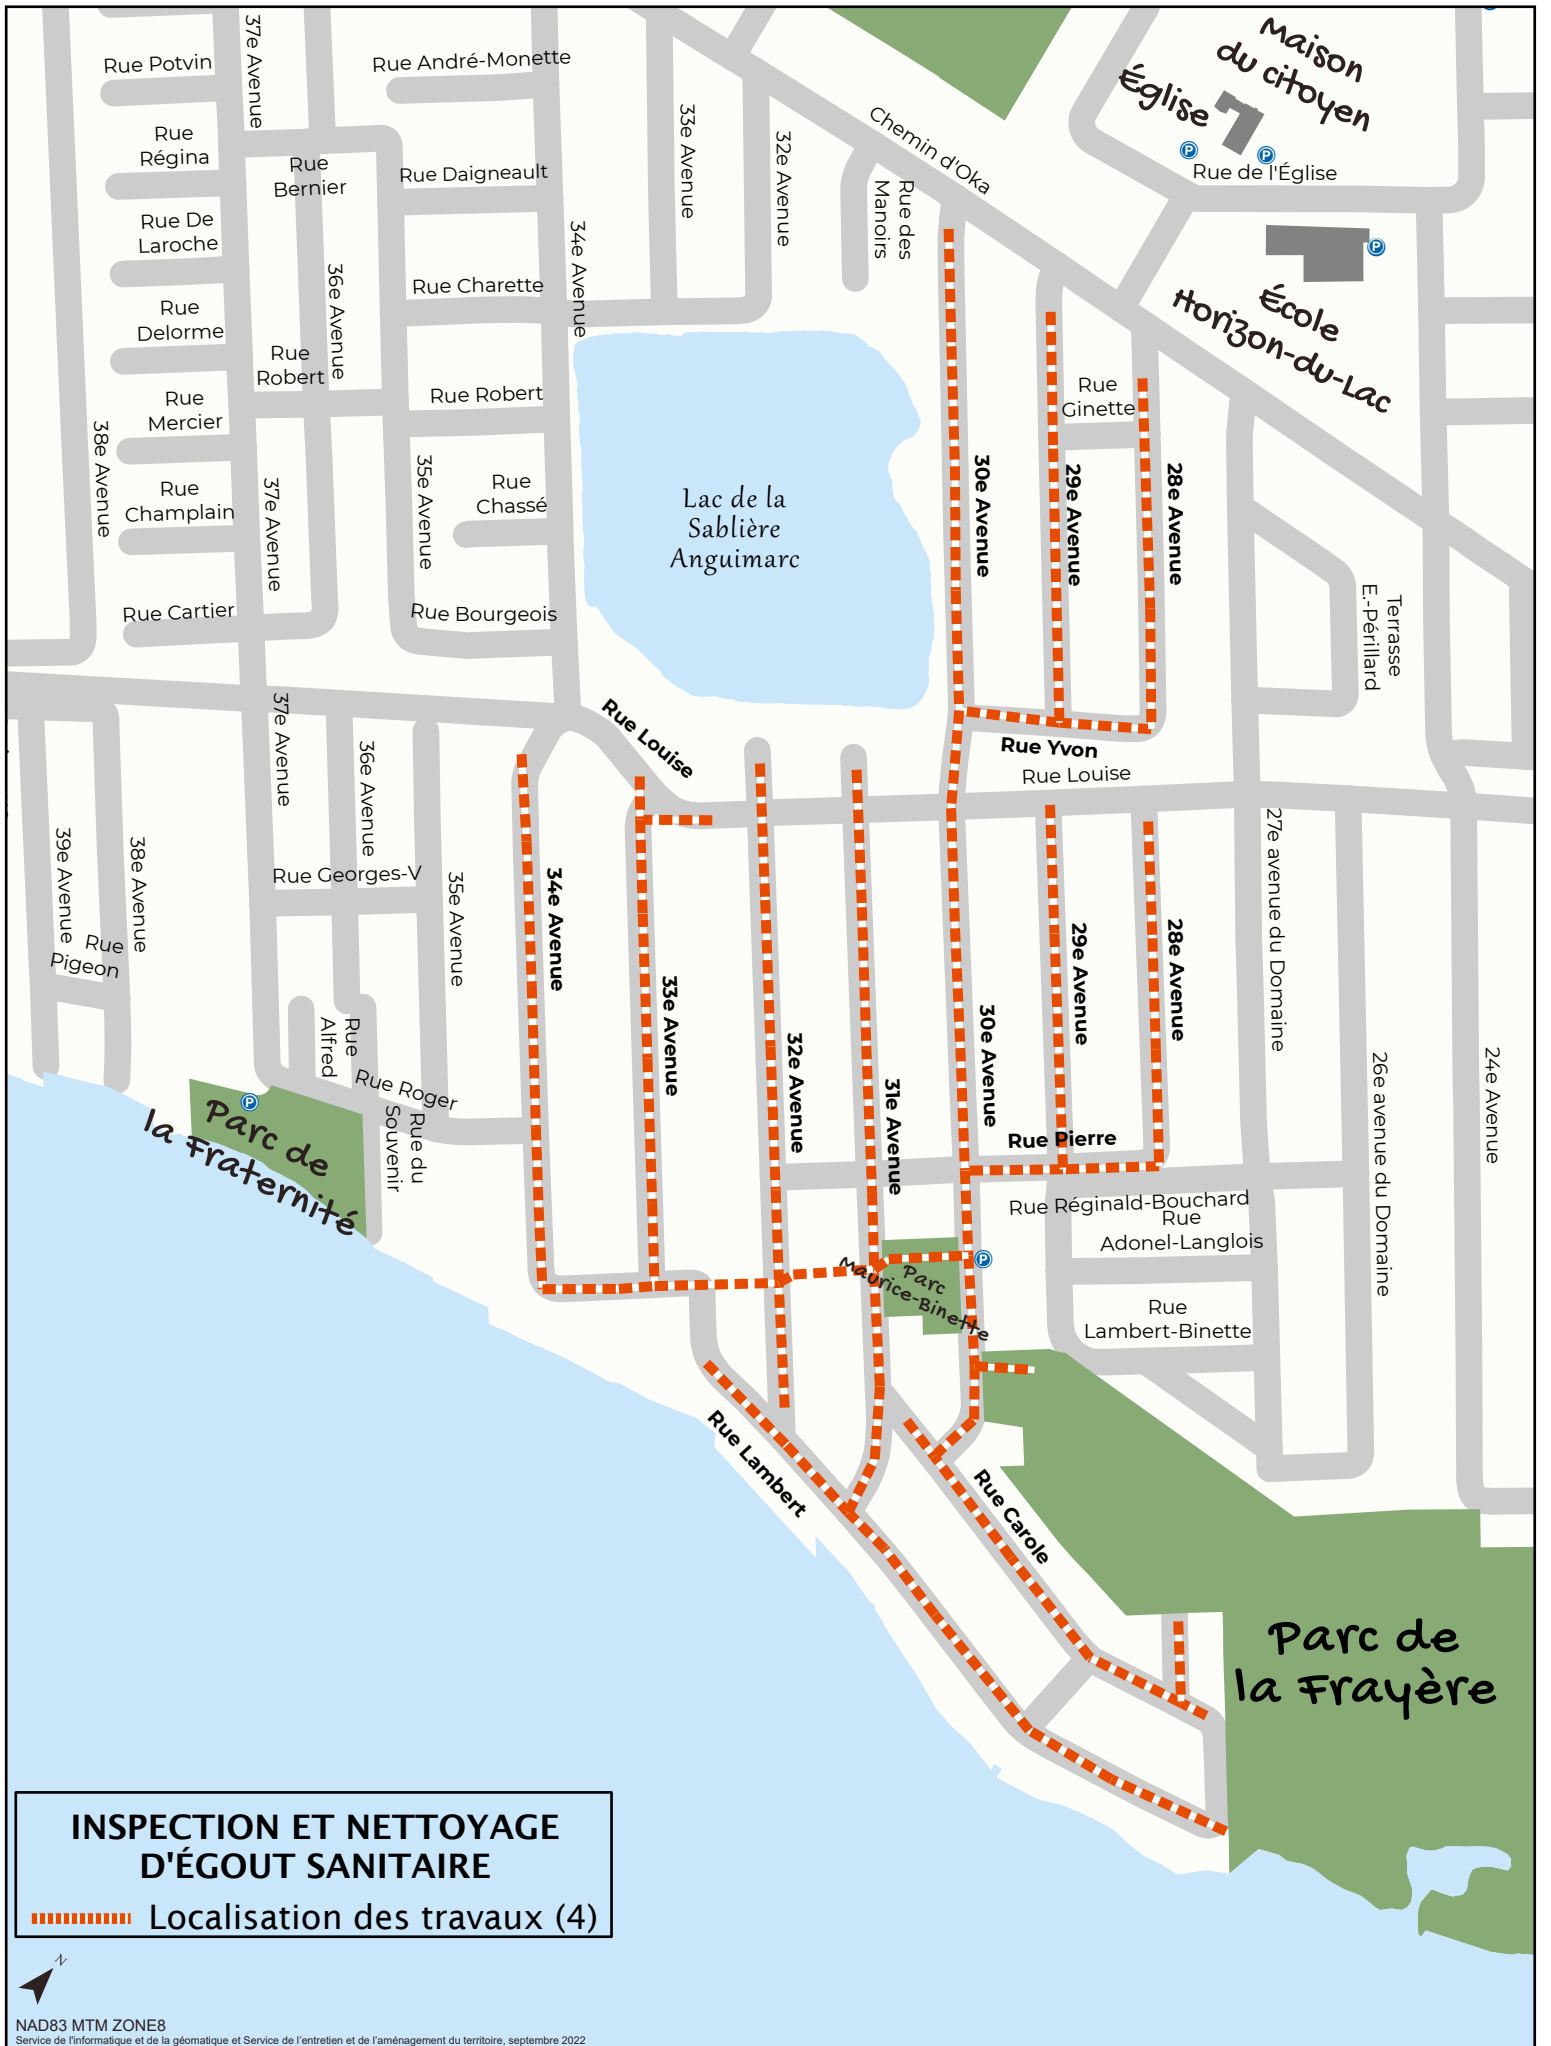 Maison
du citoyen
Église
Rue de l'Église
École
Horizon-du-Lac
37e Avenue
Rue Potvin
Rue André-Monette
Rue
Régina
Rue
Bernier
Rue Daigneault
33e Avenue
32e Avenue
Chemin d'Oka
Rue des
Manoirs
Rue De
Laroche
34e Avenue
36e Avenue
Rue Charette
Rue
Delorme
Rue
Robert
Rue Robert
Rue
Mercier
38e Avenue
Rue
Champlain
37e Avenue
35e Avenue
Rue
Chassé
Rue Cartier
Rue Bourgeois
Lac de la
Sablière
Anguimarc
Rue
Ginette
30e Avenue
29e Avenue
28e Avenue
Terrasse
E.-Périllard
Rue Louise
Rue Yvon
Rue Louise
37e Avenue
36e Avenue
39e Avenue
38e Avenue
Rue Georges-V
35e Avenue
Rue
Pigeon
34e Avenue
33e Avenue
32e Avenue
31e Avenue
30e Avenue
29e Avenue
28e Avenue
27e avenue du Domaine
26e avenue du Domaine
24e Avenue
Rue
Alfred
Rue Roger
Rue du
Souvenir
Parc de
la Fraternité
Rue Pierre
Rue Réginald-Bouchard
Rue
Adonel-Langlois
Rue
Lambert-Binette
Parc
Maurice-Binette
Rue Lambert
Rue Carole
Parc de
la Frayère
P
P
P
P
P
INSPECTION ET NETTOYAGE
D'ÉGOUT SANITAIRE
Localisation des travaux (4)
N
NAD83 MTM ZONE8
Service de l'informatique et de la géomatique et Service de l'entretien et de l'aménagement du territoire, septembre 2022